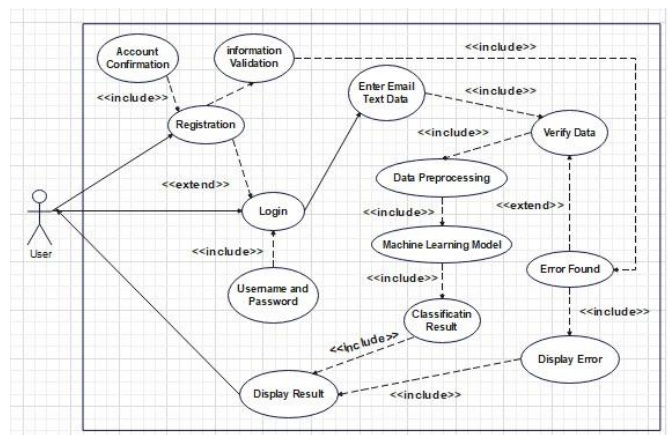 Account
Confirmation
information
Validation
<<include>>
<<include>>
Enter Email
Text Data
<<include>>
Registration
<<include>>
Verify Data
<<extend>>
Data Preprocessing
<<include>>
<<extend>>
Login
User
<<include>>
Machine Learning Model
Username and
Password
<<include>>
Error Found
Classificatin
Result
<<include>>
<<include>>
Display Error
Display Result
<<include>>